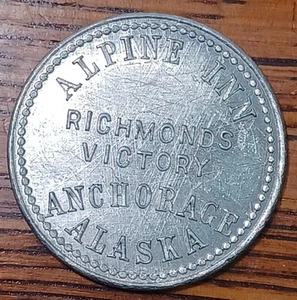 ALPINE INN
RICHMONDS
VICTORY
ANCHORAGE
ALASKA